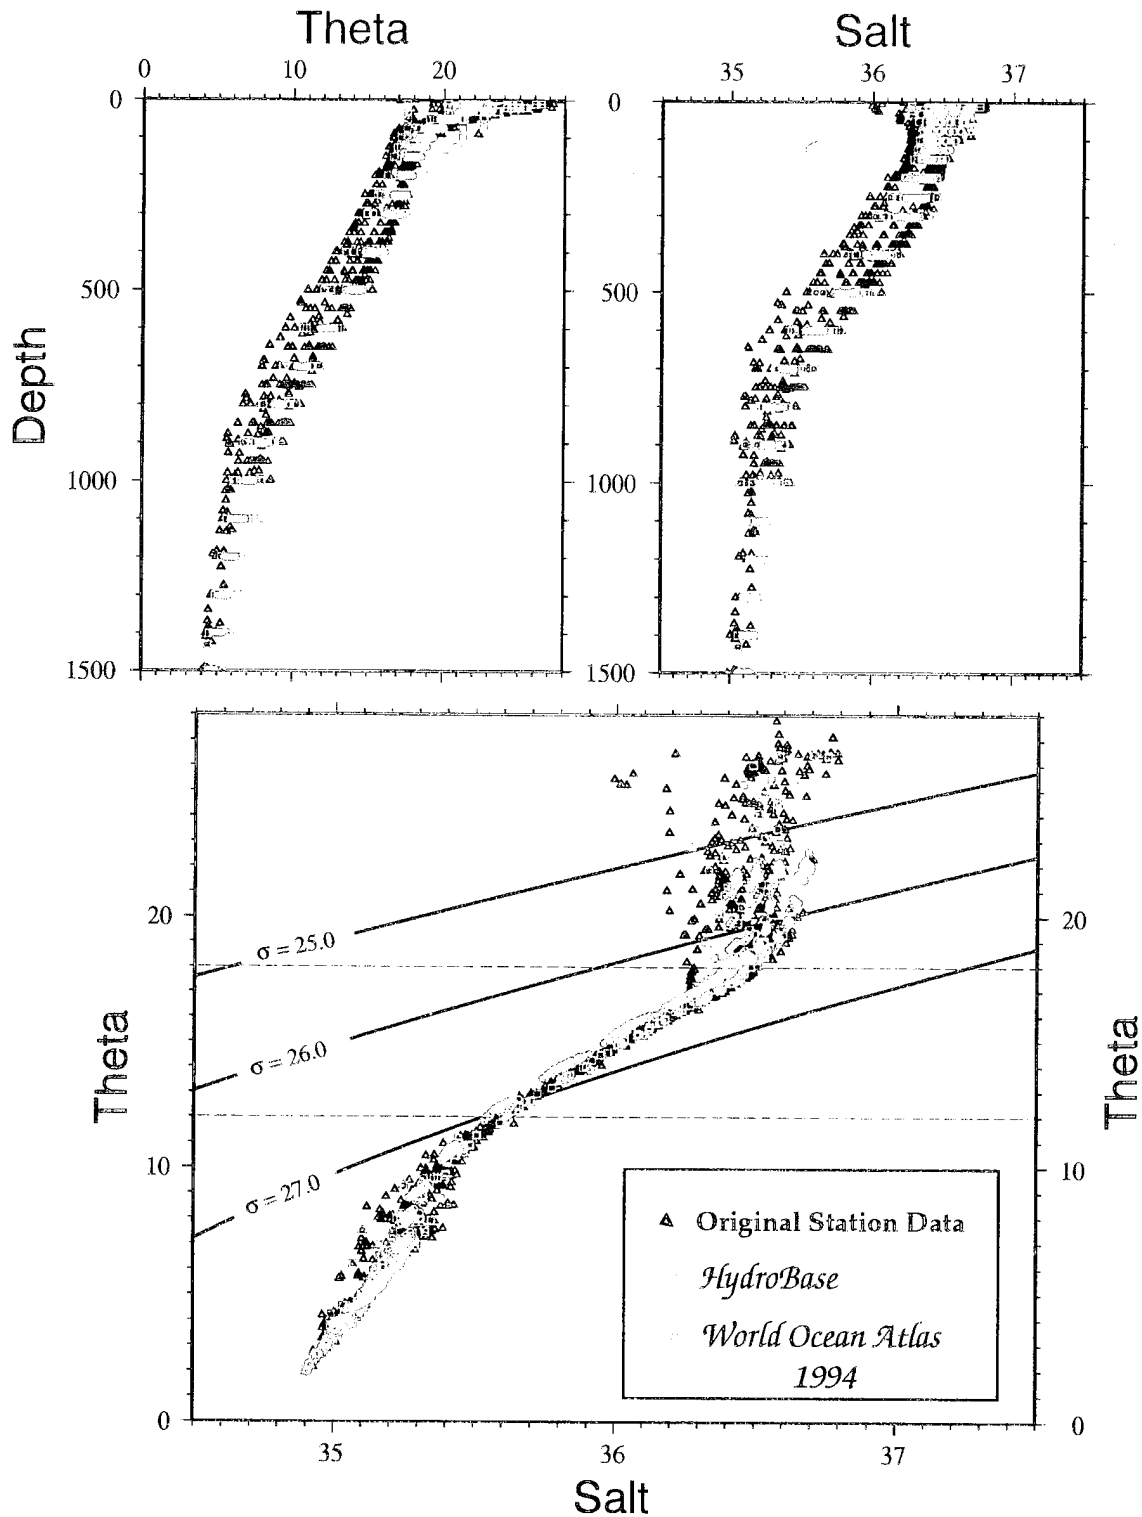 Theta
Salt
0 10 20
35 36 37
0
0
500
500
Depth
1000
1000
1500
1500
σ = 25.0
σ = 26.0
σ = 27.0
20
20
Theta
Theta
10
10
Original Station Data
HydroBase
World Ocean Atlas
1994
0
0
35 36 37
Salt